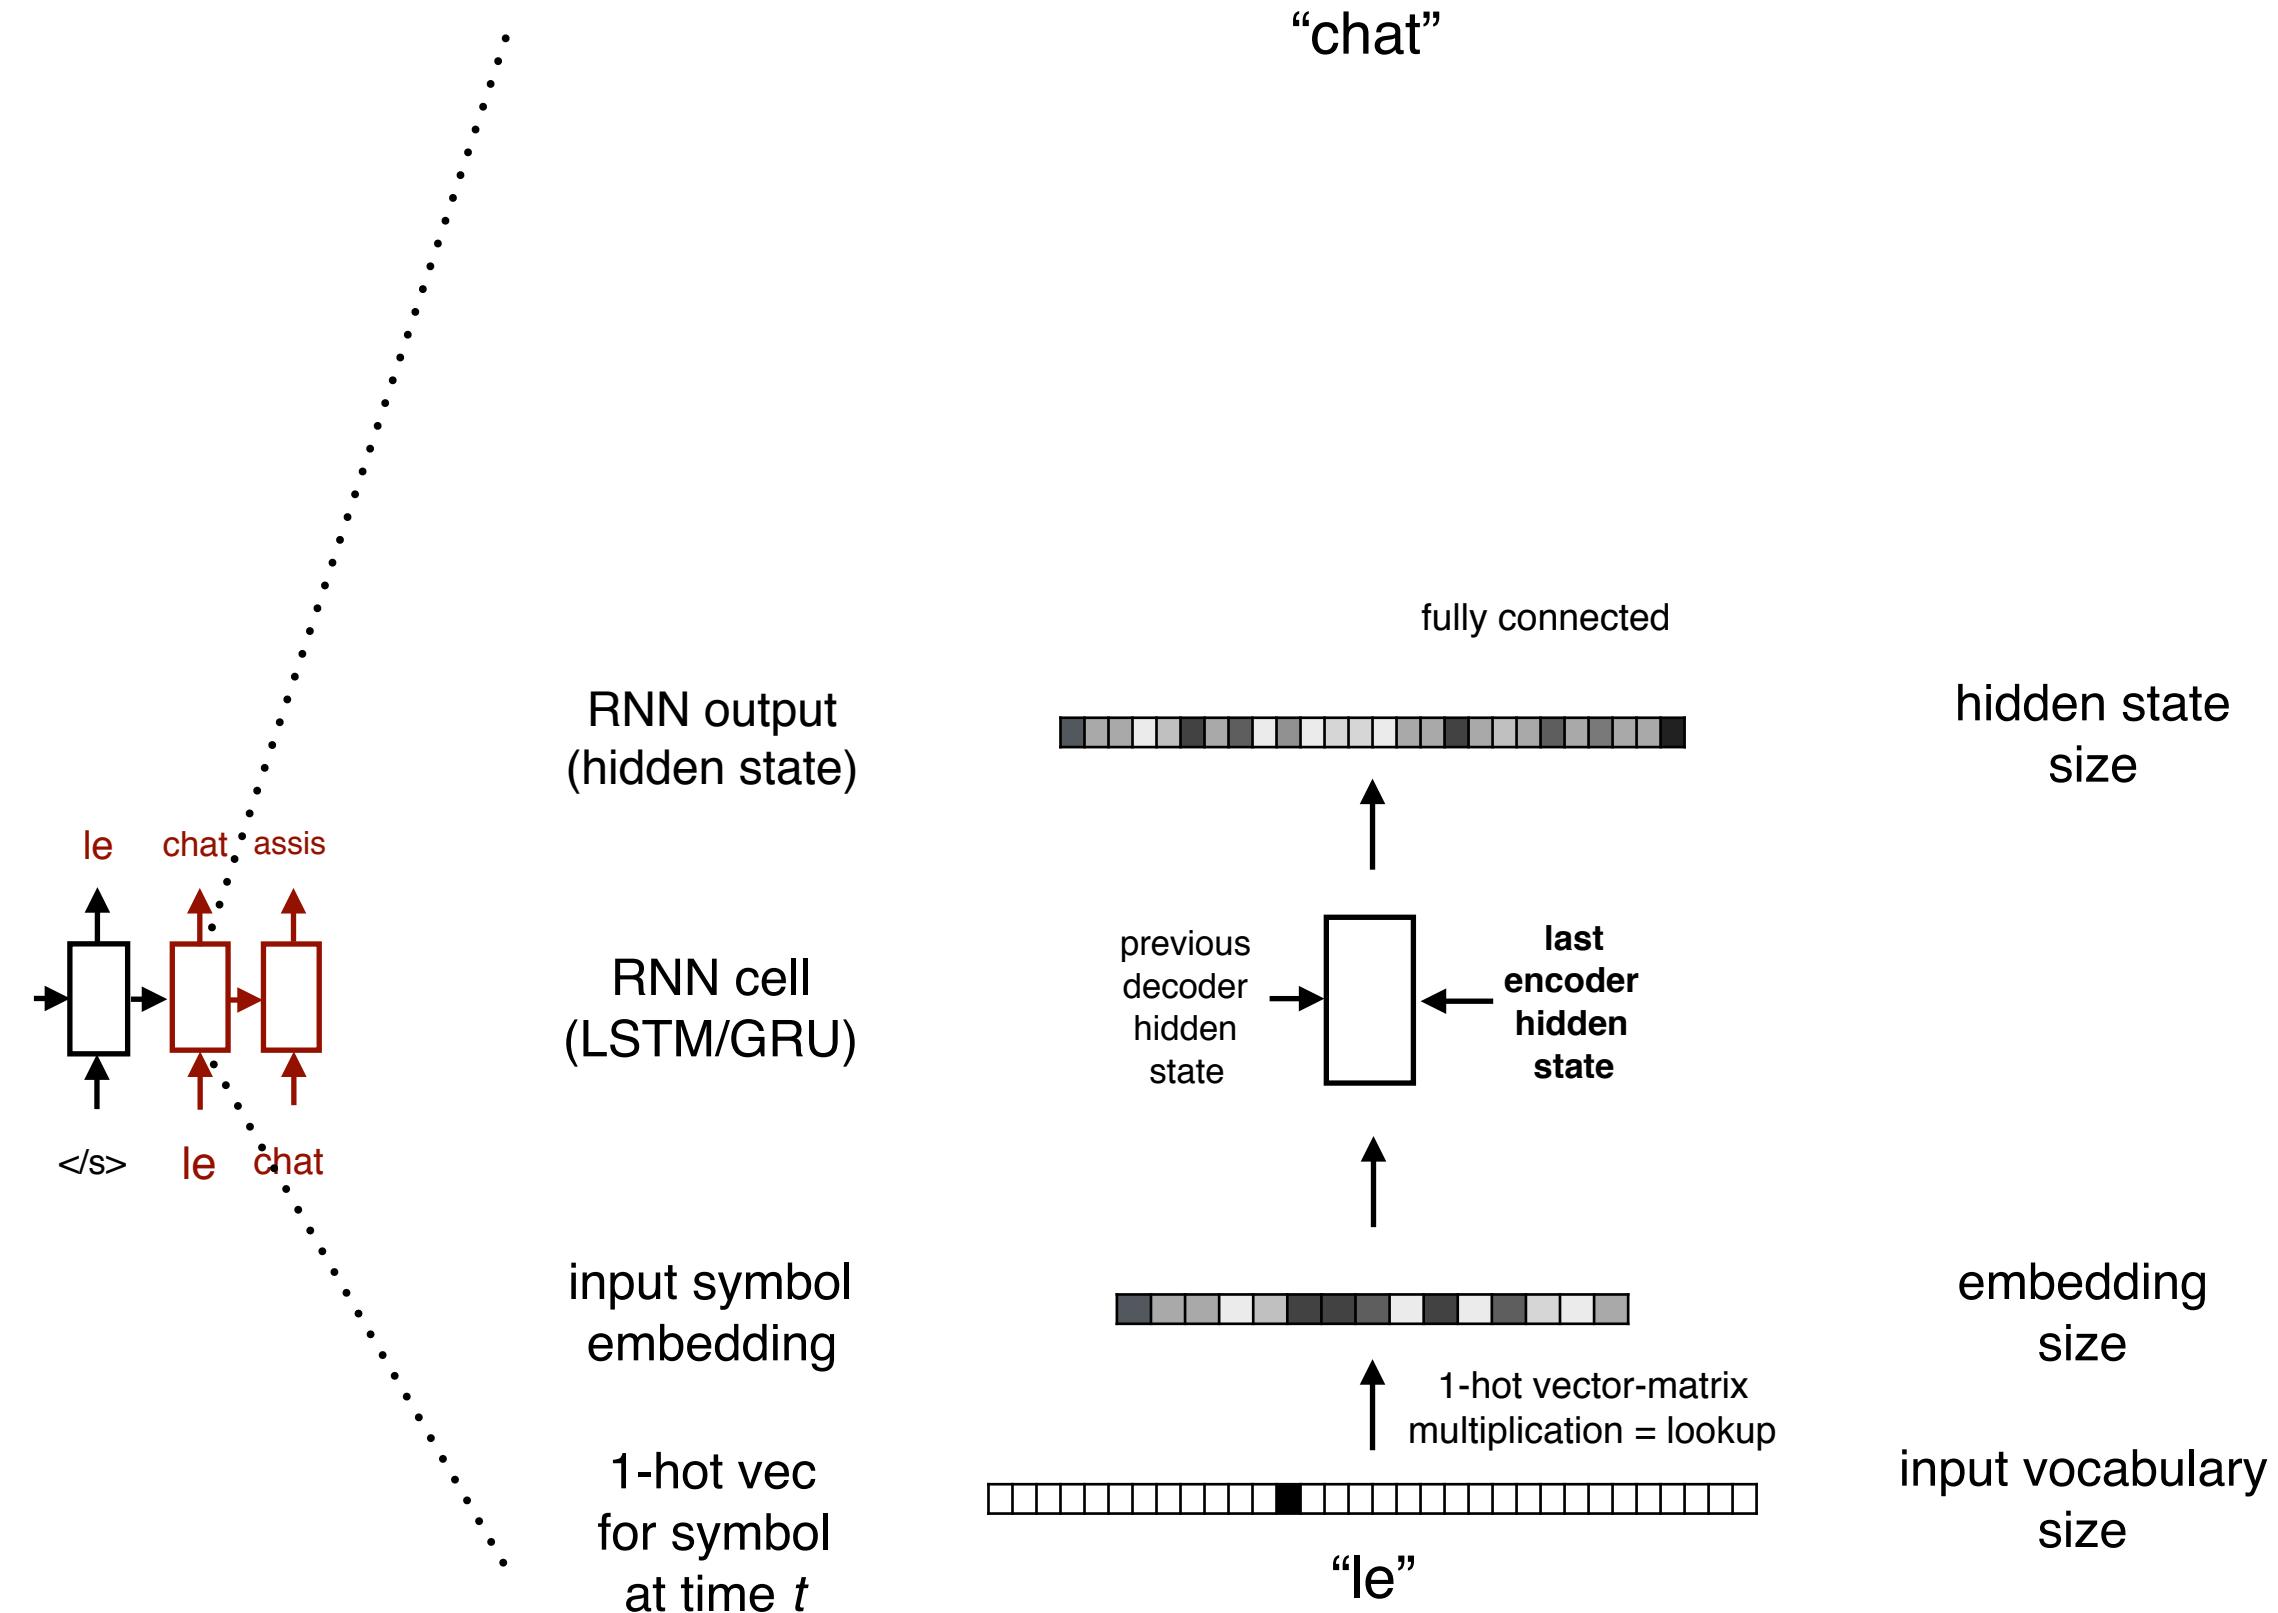 “chat”
fully connected
RNN output
(hidden state)
hidden state
size
le
chat
assis
RNN cell
(LSTM/GRU)
previous
decoder
hidden
state
last
encoder
hidden
state
</s>
le
chat
input symbol
embedding
embedding
size
1-hot vector-matrix
multiplication = lookup
1-hot vec
for symbol
at time t
input vocabulary
size
“le”